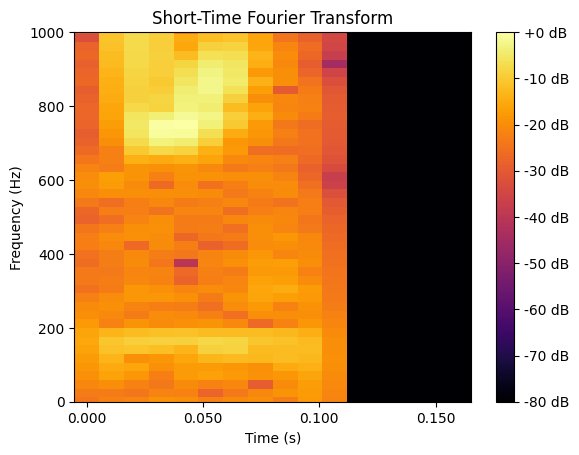 Short-Time Fourier Transform
Frequency (Hz)
1000
800
600
400
200
0
0.000
0.050
0.100
0.150
Time (s)
+0 dB
-10 dB
-20 dB
-30 dB
-40 dB
-50 dB
-60 dB
-70 dB
-80 dB